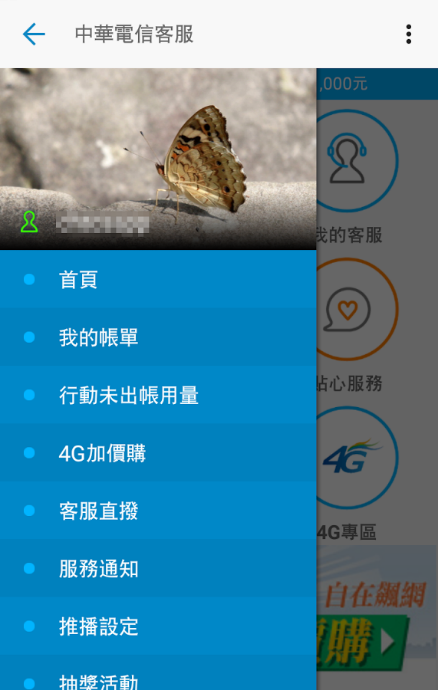 中華電信客服
,000元
首頁
我的帳單
行動未出帳用量
4G加價購
客服直撥
服務通知
推播設定
抽獎活動
我的客服
貼心服務
4G
4G專區
自在飆網
購